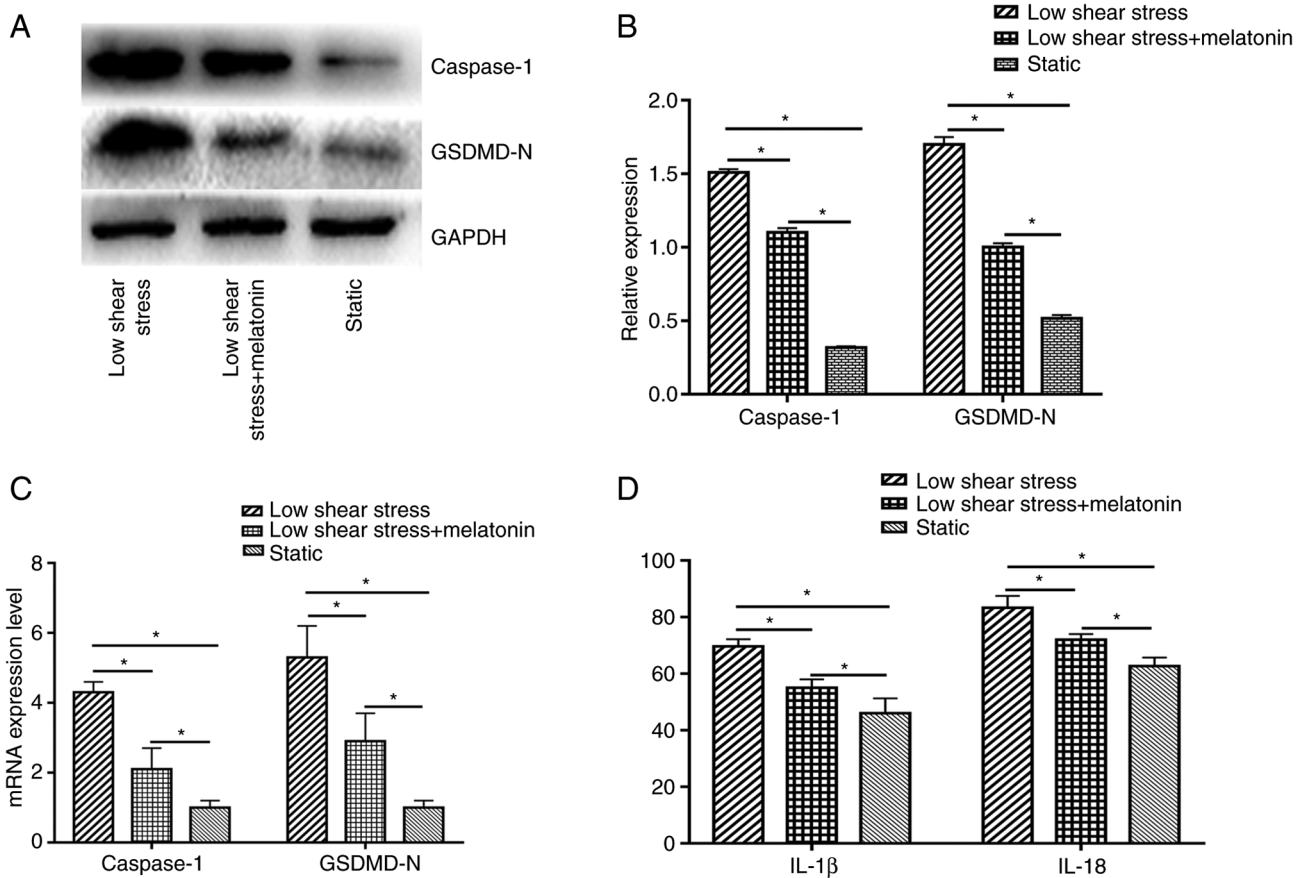 A
Caspase-1
GSDMD-N
GAPDH
Low shear
stress
Low shear
stress+melatonin
Static
B
Low shear stress
Low shear stress+melatonin
Static
Relative expression
2.0
1.5
1.0
0.5
0.0
*
*
*
*
*
*
Caspase-1
GSDMD-N
C
Low shear stress
Low shear stress+melatonin
Static
mRNA expression level
8
6
4
2
0
*
*
*
*
*
*
Caspase-1
GSDMD-N
D
Low shear stress
Low shear stress+melatonin
Static
100
80
60
40
20
0
*
*
*
*
*
*
IL-1β
IL-18